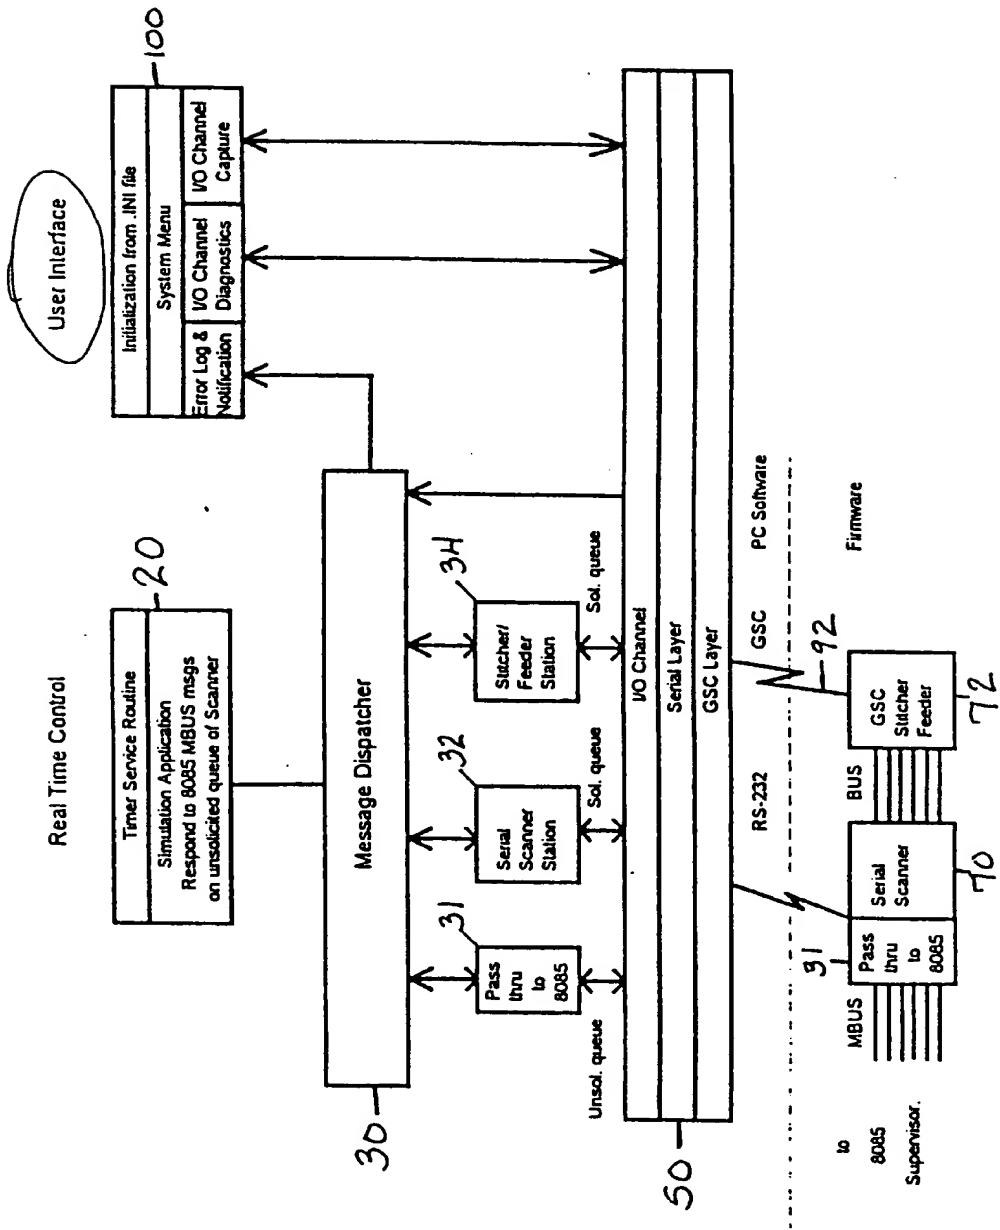 Real Time Control
Timer Service Routine
Simulation Application
Respond to 8085 MBUS msgs
on unsolicited queue of Scanner
20
User Interface
100
Initialization from .INI file
System Menu
Error Log &
Notification
I/O Channel
Diagnostics
I/O Channel
Capture
Message Dispatcher
30
31
Pass
thru
to
8085
32
Serial
Scanner
Station
34
Stitcher/
Feeder
Station
Unsol. queue
Sol. queue
Sol. queue
I/O Channel
Serial Layer
GSC Layer
50
RS-232
GSC
PC Software
Firmware
92
to
8085
Supervisor.
MBUS
31
Pass
thru
to
8085
Serial
Scanner
70
BUS
GSC
Stitcher
Feeder
72